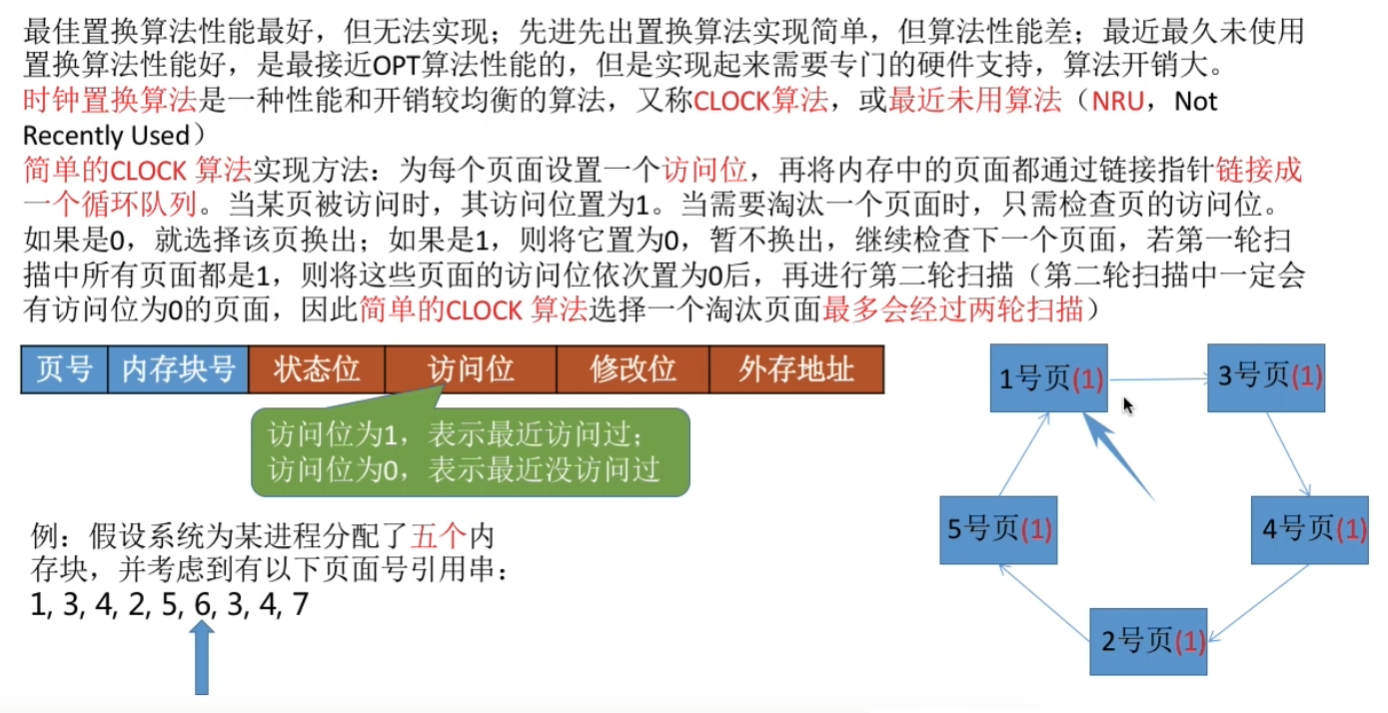 最佳置换算法性能最好，但无法实现；先进先出置换算法实现简单，但算法性能差；最近最久未使用
置换算法性能好，是最接近OPT算法性能的，但是实现起来需要专门的硬件支持，算法开销大。
时钟置换算法是一种性能和开销较均衡的算法，又称CLOCK算法，或最近未用算法（NRU，Not
Recently Used）
简单的CLOCK 算法实现方法：为每个页面设置一个访问位，再将内存中的页面都通过链接指针链接成
一个循环队列。当某页被访问时，其访问位置为1。当需要淘汰一个页面时，只需检查页的访问位。
如果是0，就选择该页换出；如果是1，则将它置为0，暂不换出，继续检查下一个页面，若第一轮扫
描中所有页面都是1，则将这些页面的访问位依次置为0后，再进行第二轮扫描（第二轮扫描中一定会
有访问位为0的页面，因此简单的CLOCK 算法选择一个淘汰页面最多会经过两轮扫描）
页号 内存块号 状态位 访问位 修改位 外存地址
访问位为1，表示最近访问过；
访问位为0，表示最近没访问过
例：假设系统为某进程分配了五个内
存块，并考虑到有以下页面号引用串：
1, 3, 4, 2, 5, 6, 3, 4, 7
1号页(1)
3号页(1)
5号页(1)
4号页(1)
2号页(1)